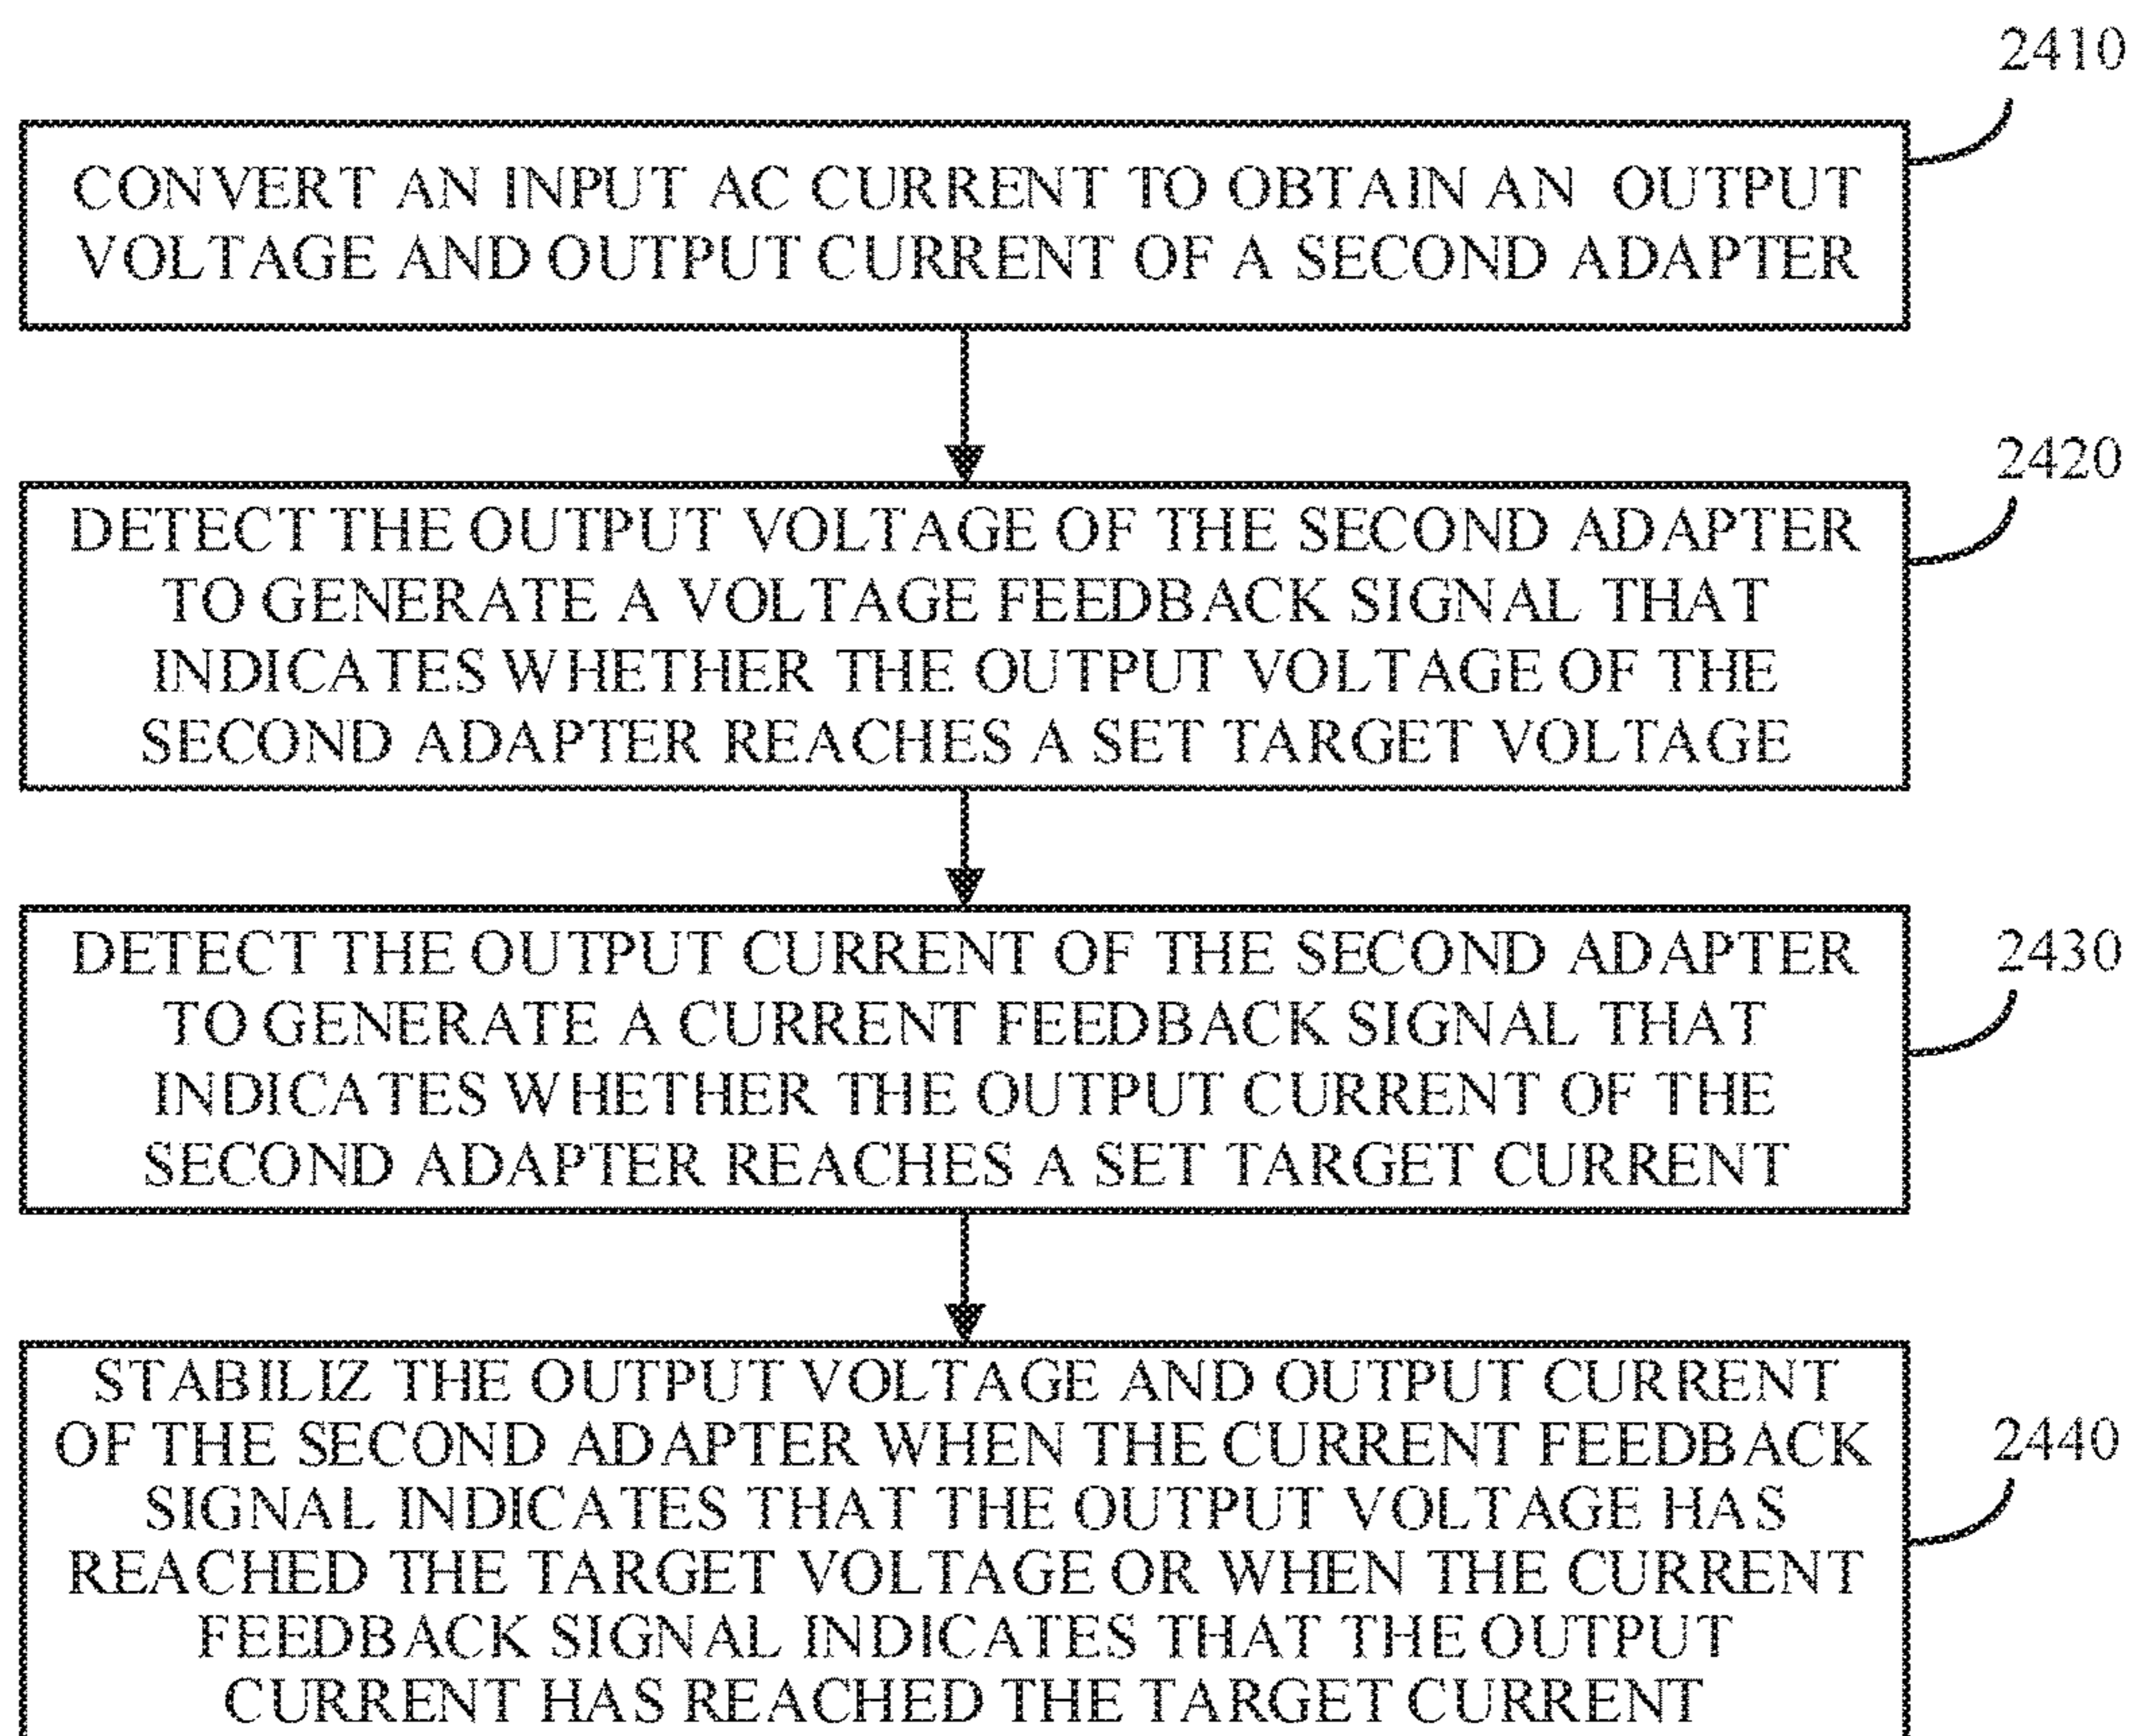 2410
CONVERT AN INPUT AC CURRENT TO OBTAIN AN OUTPUT
VOLTAGE AND OUTPUT CURRENT OF A SECOND ADAPTER
2420
DETECT THE OUTPUT VOLTAGE OF THE SECOND ADAPTER
TO GENERATE A VOLTAGE FEEDBACK SIGNAL THAT
INDICATES WHETHER THE OUTPUT VOLTAGE OF THE
SECOND ADAPTER REACHES A SET TARGET VOLTAGE
2430
DETECT THE OUTPUT CURRENT OF THE SECOND ADAPTER
TO GENERATE A CURRENT FEEDBACK SIGNAL THAT
INDICATES WHETHER THE OUTPUT CURRENT OF THE
SECOND ADAPTER REACHES A SET TARGET CURRENT
2440
STABILIZ THE OUTPUT VOLTAGE AND OUTPUT CURRENT
OF THE SECOND ADAPTER WHEN THE CURRENT FEEDBACK
SIGNAL INDICATES THAT THE OUTPUT VOLTAGE HAS
REACHED THE TARGET VOLTAGE OR WHEN THE CURRENT
FEEDBACK SIGNAL INDICATES THAT THE OUTPUT
CURRENT HAS REACHED THE TARGET CURRENT